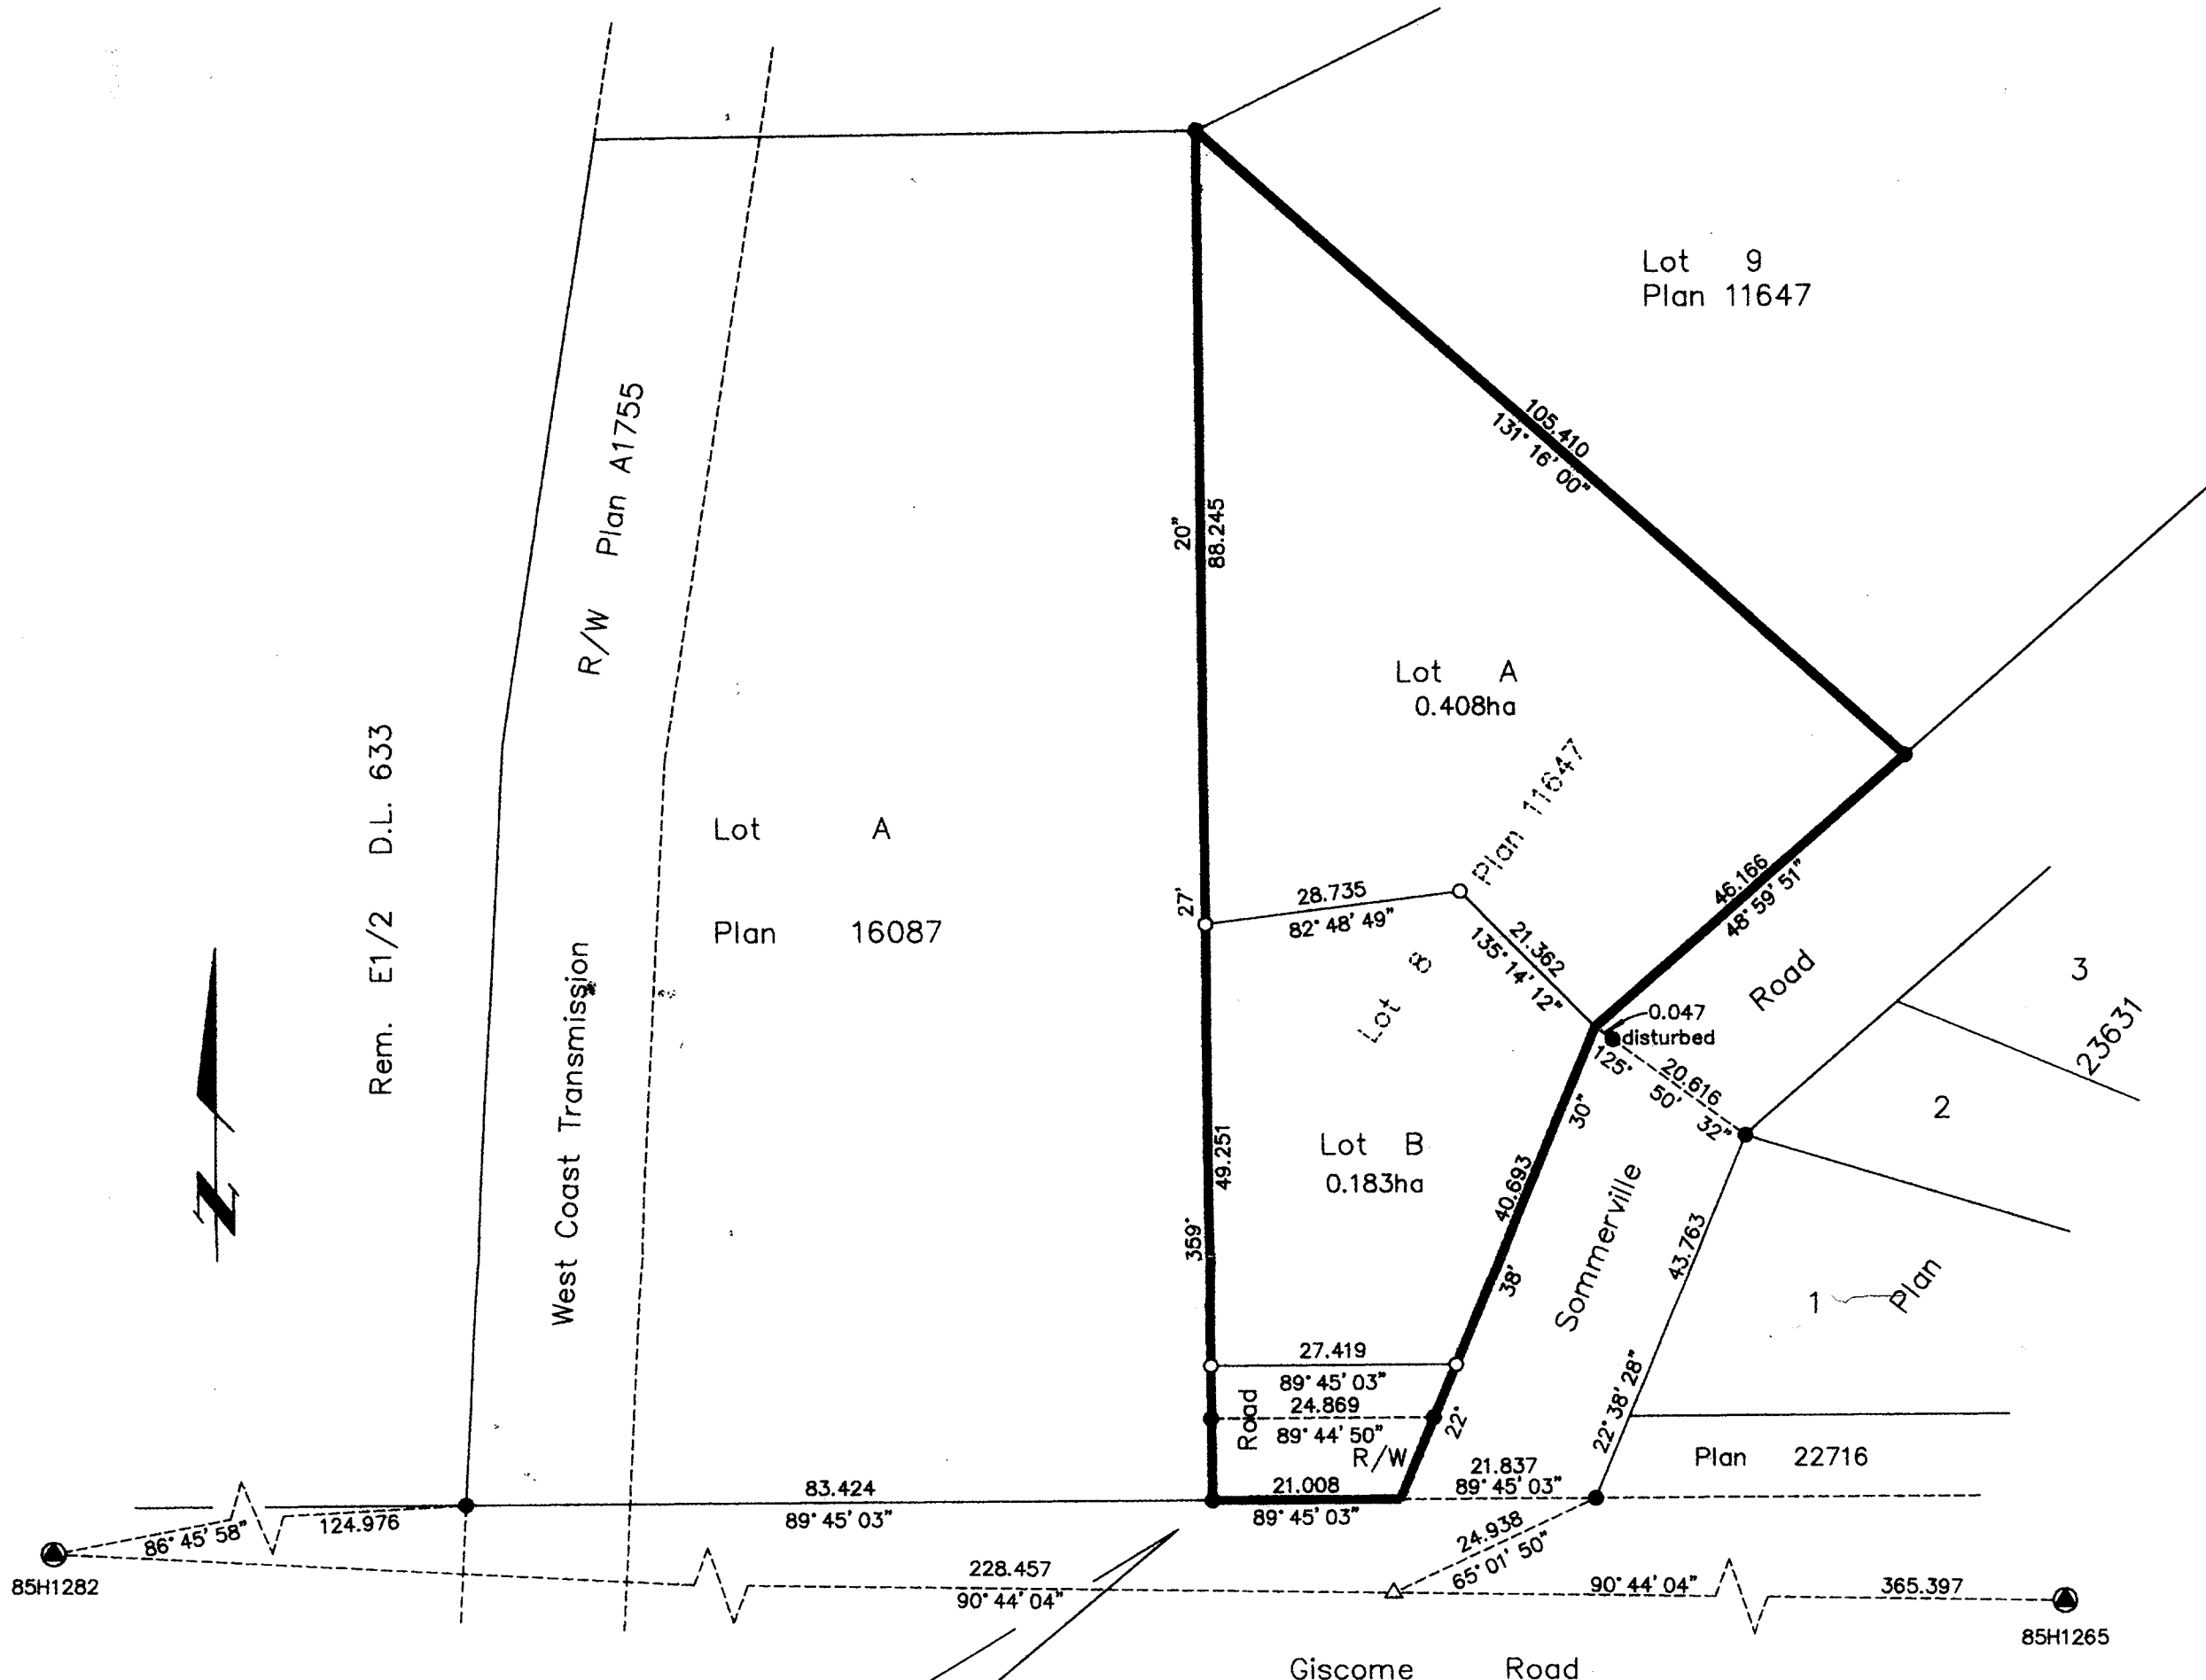 Lot 9
Plan 11647
R/W Plan A1755
105.410
131° 16' 00"
20"
88.245
Lot A
0.408ha
Plan 11647
Rem. E1/2 D.L. 633
Lot A
Plan 16087
27'
28.735
82° 48' 49"
46.166
48° 59' 51"
21.362
135° 14' 12"
Lot 8
Road
3
23631
0.047
disturbed
125° 50' 32"
20.616
2
West Coast Transmission
N
30"
Lot B
0.183ha
49.251
40.693
359°
38'
Sommerville
43.763
1
Plan
27.419
89° 45' 03"
22° 38' 28"
24.869
89° 44' 50"
Road
R/W
22°
Plan 22716
83.424
89° 45' 03"
21.008
89° 45' 03"
21.837
89° 45' 03"
124.976
86° 45' 58"
24.938
65° 01' 50"
85H1282
228.457
90° 44' 04"
90° 44' 04"
365.397
85H1265
Giscome Road